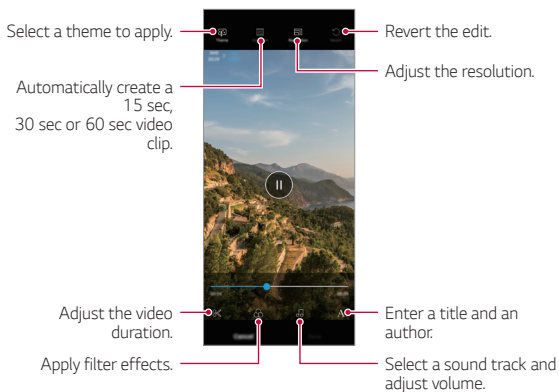 Select a theme to apply.
Revert the edit.
Adjust the resolution.
Automatically create a
15 sec,
30 sec or 60 sec video
clip.
Adjust the video
duration.
Enter a title and an
author.
Apply filter effects.
Select a sound track and
adjust volume.